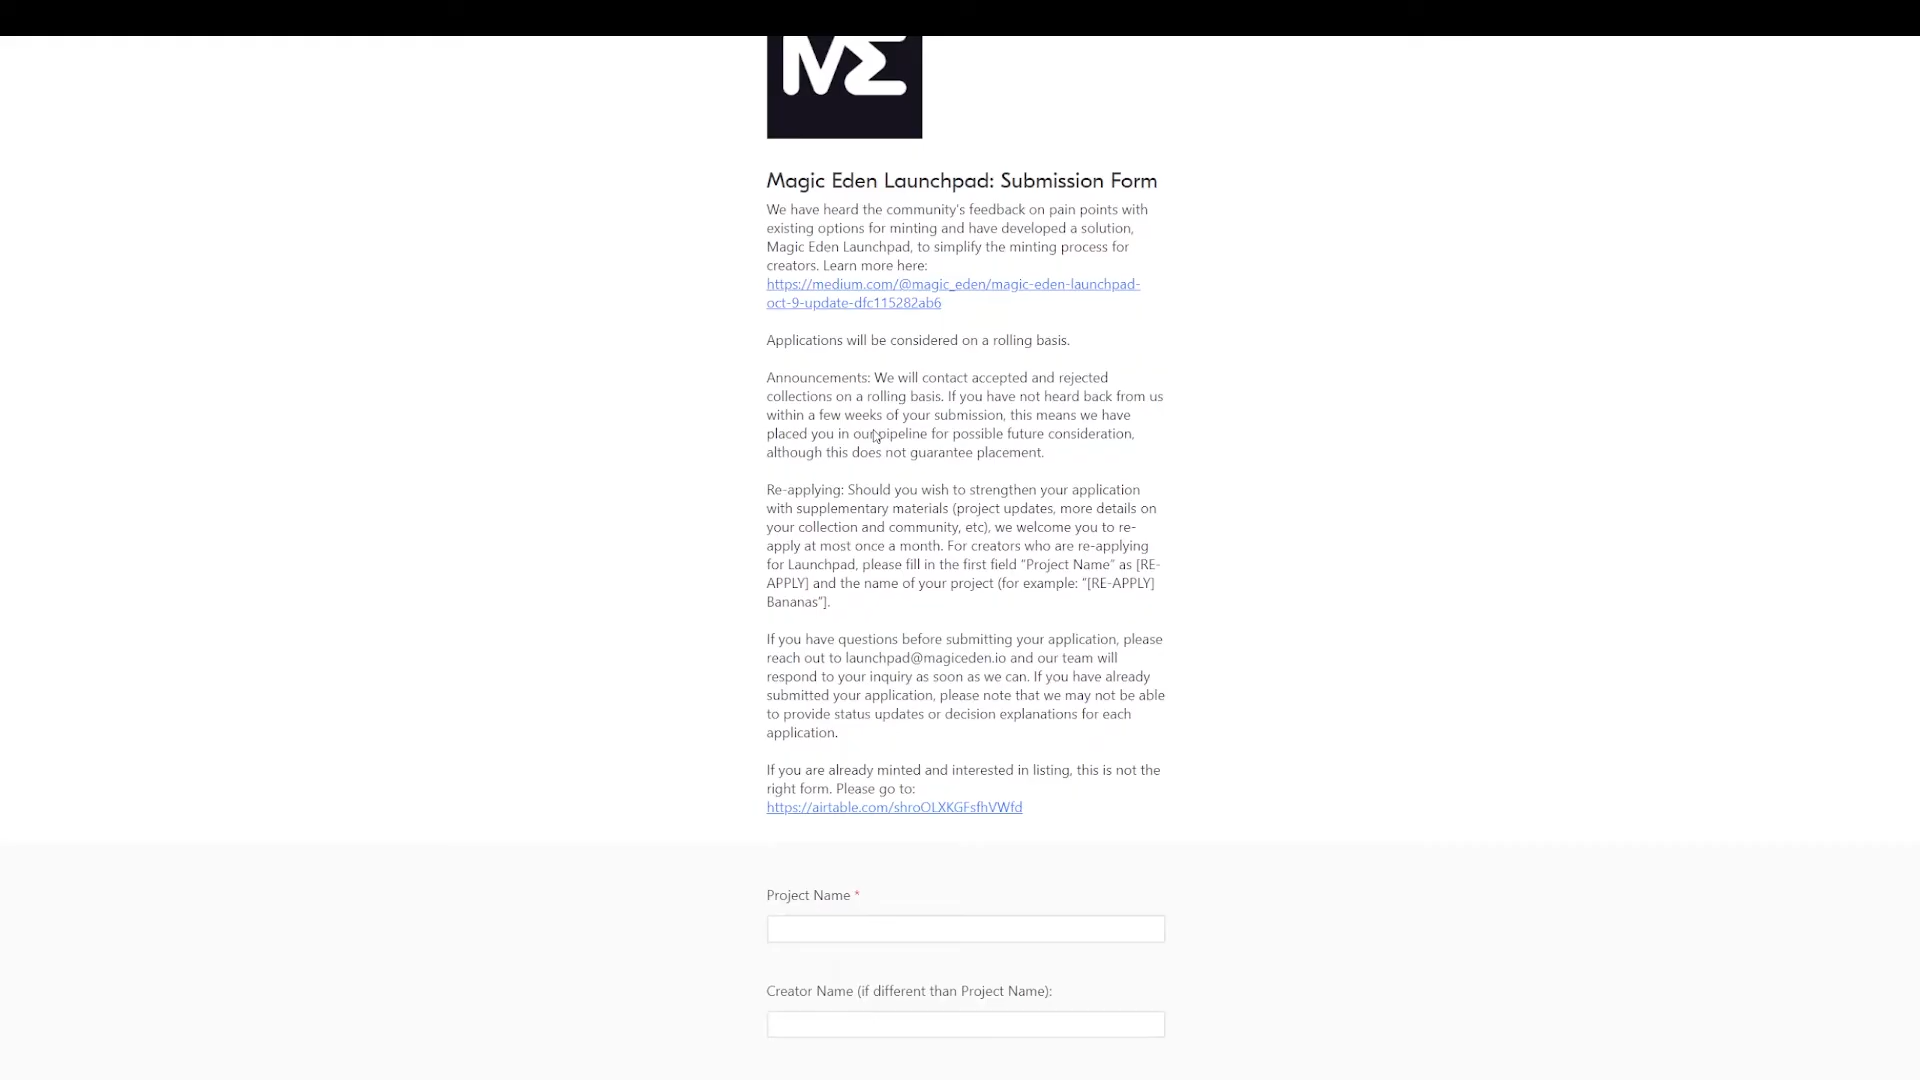 ME
Magic Eden Launchpad: Submission Form
We have heard the community's feedback on pain points with
existing options for minting and have developed a solution,
Magic Eden Launchpad, to simplify the minting process for
creators. Learn more here:
https://medium.com/@magic_eden/magic-eden-launchpad-
oct-9-update-dfc115282ab6
Applications will be considered on a rolling basis.
Announcements: We will contact accepted and rejected
collections on a rolling basis. If you have not heard back from us
within a few weeks of your submission, this means we have
placed you in our pipeline for possible future consideration,
although this does not guarantee placement.
Re-applying: Should you wish to strengthen your application
with supplementary materials (project updates, more details on
your collection and community, etc), we welcome you to re-
apply at most once a month. For creators who are re-applying
for Launchpad, please fill in the first field "Project Name" as [RE-
APPLY] and the name of your project (for example: "[RE-APPLY]
Bananas"].
If you have questions before submitting your application, please
reach out to launchpad@magiceden.io and our team will
respond to your inquiry as soon as we can. If you have already
submitted your application, please note that we may not be able
to provide status updates or decision explanations for each
application.
If you are already minted and interested in listing, this is not the
right form. Please go to:
https://airtable.com/shroOLXKGFsfhVWfd
Project Name *
Creator Name (if different than Project Name):